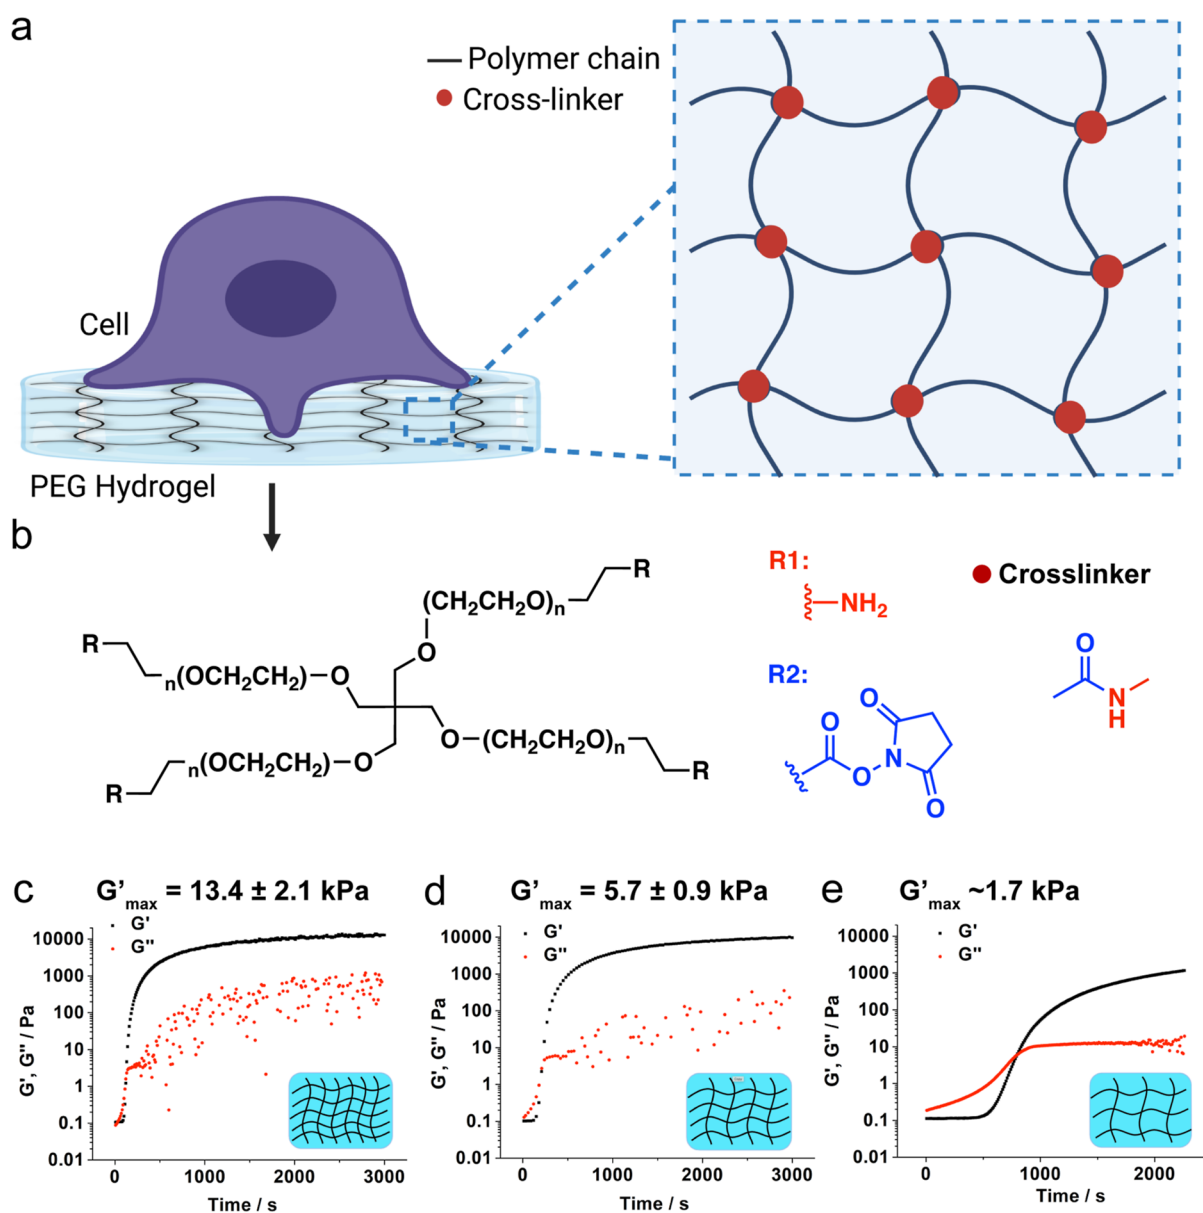 a
Polymer chain
Cross-linker
Cell
PEG Hydrogel
b
R
(CH₂CH₂O)ₙ
O
R
ₙ(OCH₂CH₂)
O
O
(CH₂CH₂O)ₙ
R
ₙ(OCH₂CH₂)
O
R
R1:
NH₂
R2:
O
O
O
N
O
Crosslinker
O
N
H
c
G'max = 13.4 ± 2.1 kPa
G'
G''
G', G'' / Pa
10000
1000
100
10
1
0.1
0.01
0
1000
2000
3000
Time / s
d
G'max = 5.7 ± 0.9 kPa
G'
G''
G', G'' / Pa
10000
1000
100
10
1
0.1
0.01
0
1000
2000
3000
Time / s
e
G'max ~1.7 kPa
G'
G''
G', G'' / Pa
10000
1000
100
10
1
0.1
0.01
0
1000
2000
Time / s